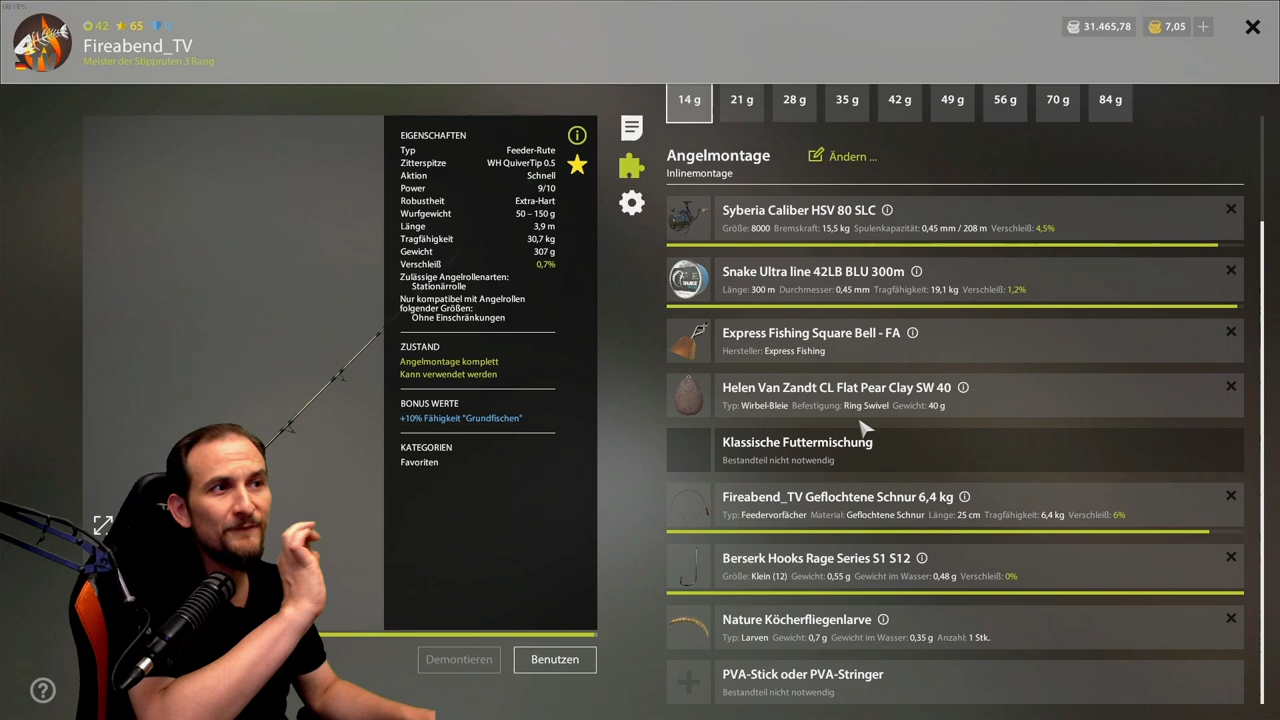 60 FPS
42 65 0
Fireabend_TV
Meister der Stippruten 3 Rang
31.465,78 7,05
14 g 21 g 28 g 35 g 42 g 49 g 56 g 70 g 84 g
EIGENSCHAFTEN
Typ Feeder-Rute
Zitterspitze WH QuiverTip 0.5
Aktion Schnell
Power 9/10
Robustheit Extra-Hart
Wurfgewicht 50 – 150 g
Länge 3,9 m
Tragfähigkeit 30,7 kg
Gewicht 307 g
Verschleiß 0,7%
Zulässige Angelrollenarten:
Stationärrolle
Nur kompatibel mit Angelrollen
folgender Größen:
Ohne Einschränkungen
ZUSTAND
Angelmontage komplett
Kann verwendet werden
BONUS WERTE
+10% Fähigkeit "Grundfischen"
KATEGORIEN
Favoriten
Demontieren Benutzen
Angelmontage Ändern ...
Inlinemontage
Syberia Caliber HSV 80 SLC
Größe: 8000 Bremskraft: 15,5 kg Spulenkapazität: 0,45 mm / 208 m Verschleiß: 4,5%
Snake Ultra line 42LB BLU 300m
Länge: 300 m Durchmesser: 0,45 mm Tragfähigkeit: 19,1 kg Verschleiß: 1,2%
Express Fishing Square Bell - FA
Hersteller: Express Fishing
Helen Van Zandt CL Flat Pear Clay SW 40
Typ: Wirbel-Bleie Befestigung: Ring Swivel Gewicht: 40 g
Klassische Futtermischung
Bestandteil nicht notwendig
Fireabend_TV Geflochtene Schnur 6,4 kg
Typ: Feedervorfächer Material: Geflochtene Schnur Länge: 25 cm Tragfähigkeit: 6,4 kg Verschleiß: 6%
Berserk Hooks Rage Series S1 S12
Größe: Klein (12) Gewicht: 0,55 g Gewicht im Wasser: 0,48 g Verschleiß: 0%
Nature Köcherfliegenlarve
Typ: Larven Gewicht: 0,7 g Gewicht im Wasser: 0,35 g Anzahl: 1 Stk.
PVA-Stick oder PVA-Stringer
Bestandteil nicht notwendig